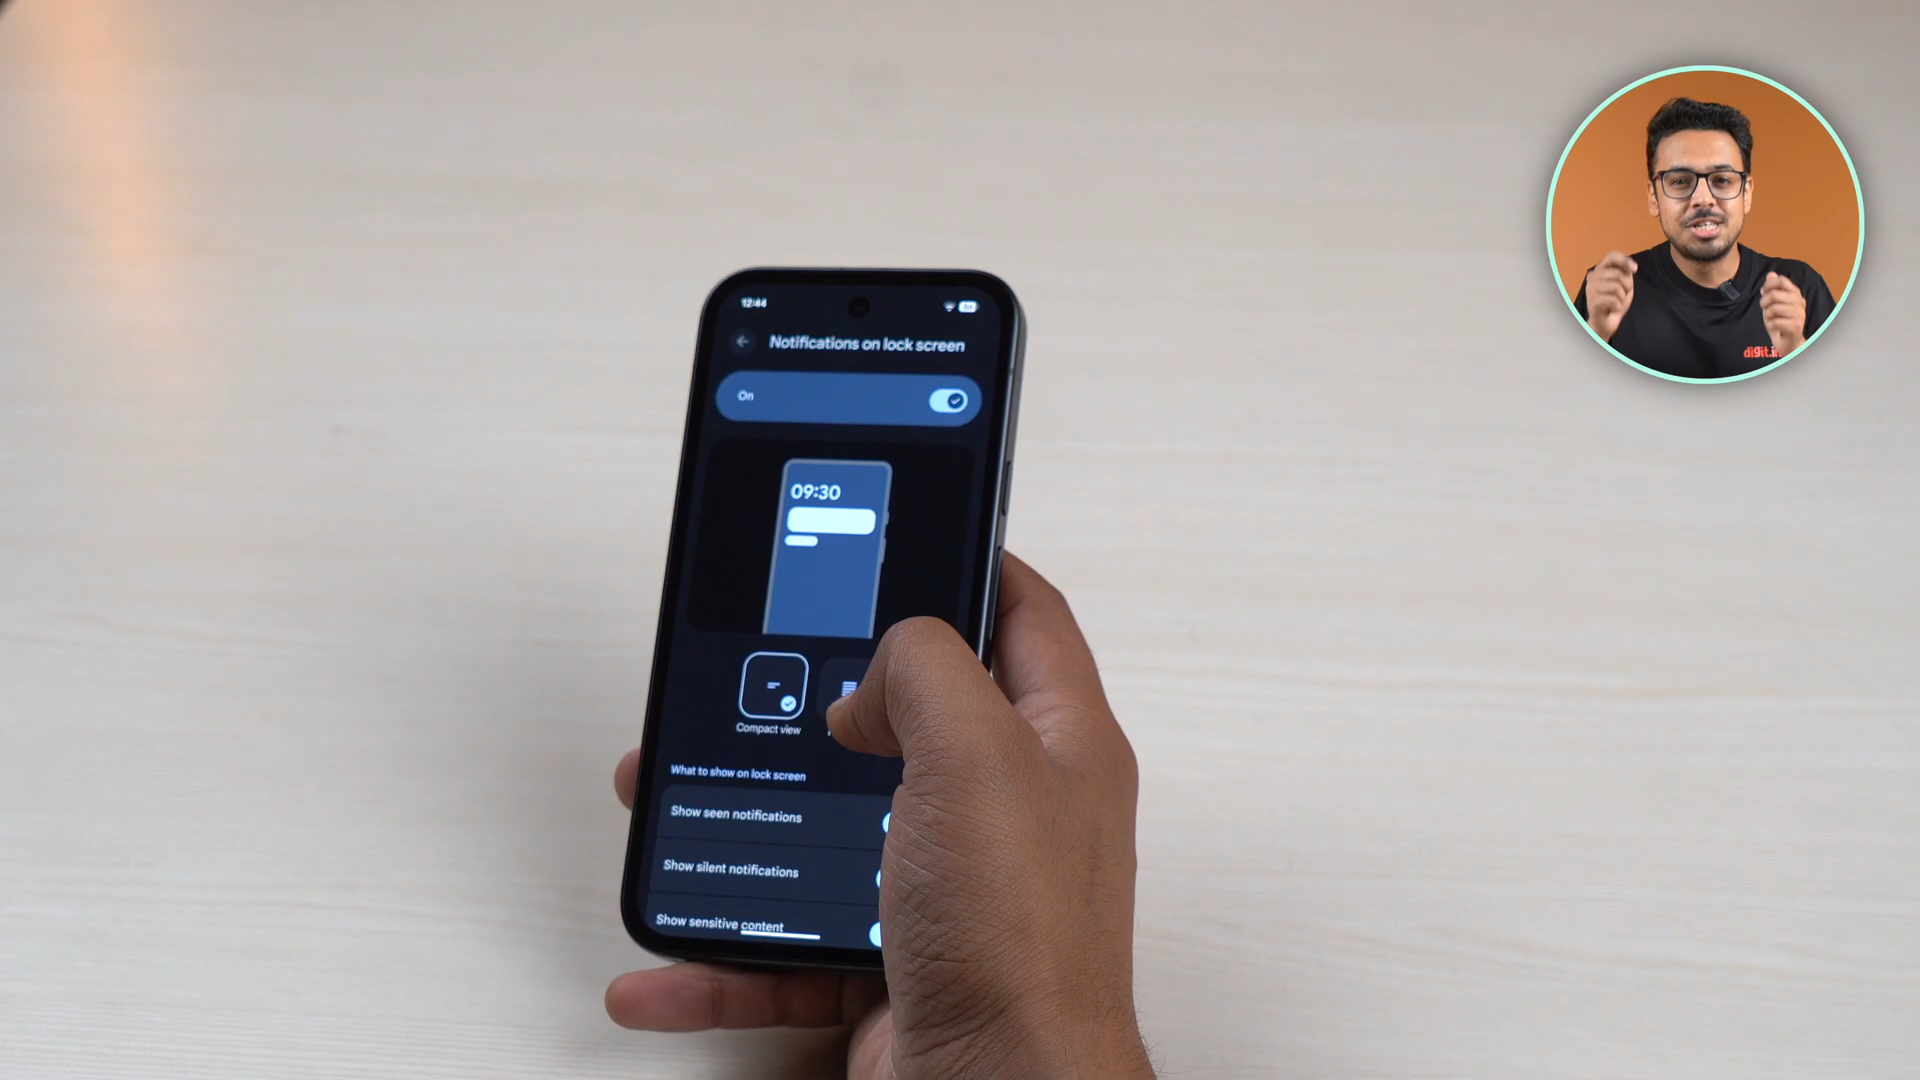 12:44
Notifications on lock screen
On
09:30
Compact view
What to show on lock screen
Show seen notifications
Show silent notifications
Show sensitive content
digit.i